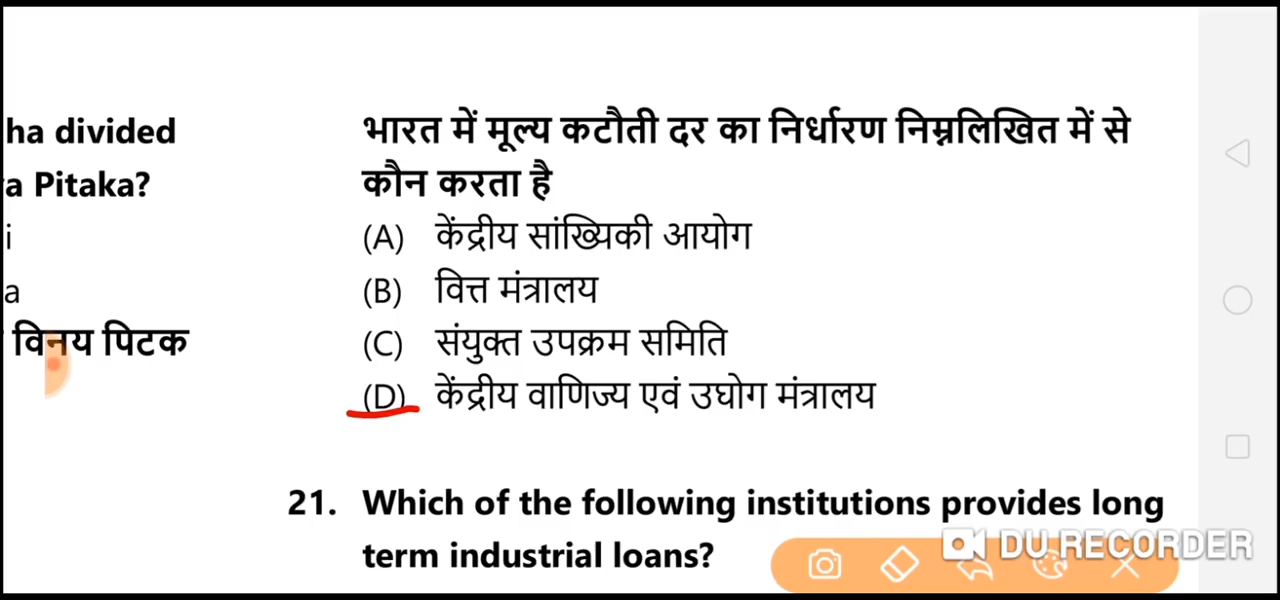 ha divided
a Pitaka?
i
a
विनय पिटक
भारत में मूल्य कटौती दर का निर्धारण निम्नलिखित में से
कौन करता है
(A) केंद्रीय सांख्यिकी आयोग
(B) वित्त मंत्रालय
(C) संयुक्त उपक्रम समिति
(D) केंद्रीय वाणिज्य एवं उघोग मंत्रालय
21. Which of the following institutions provides long
term industrial loans?
DU RECORDER